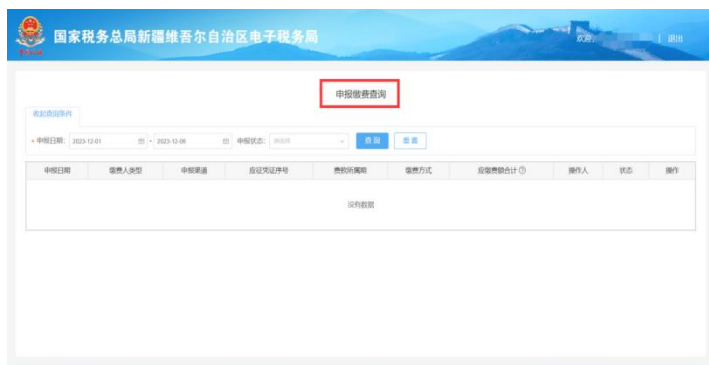 国家税务总局新疆维吾尔自治区电子税务局 欢迎, | 退出
申报缴费查询
收起查询条件
* 申报日期: 2023-12-01 - 2023-12-08 申报状态: 请选择 查询 重置
申报日期 缴费人类型 申报渠道 应征凭证序号 费款所属期 缴费方式 应缴费额合计 操作人 状态 操作
没有数据